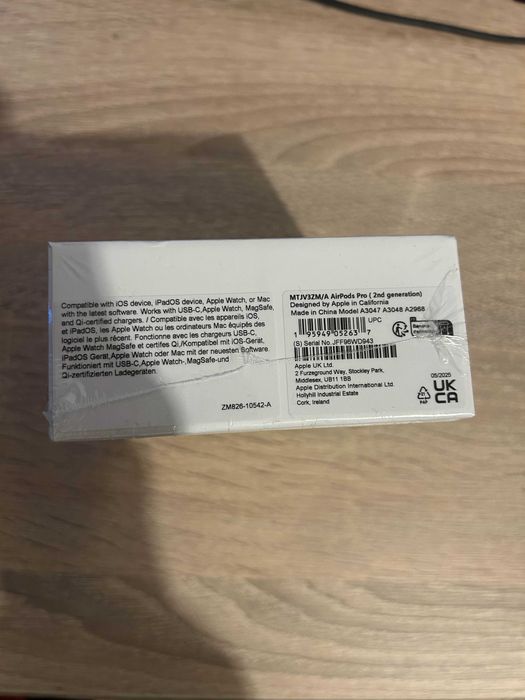 Compatible with iOS device, iPadOS device, Apple Watch, or Mac
with the latest software. Works with USB-C,Apple Watch, MagSafe,
and Qi-certified chargers. / Compatible avec les appareils iOS,
et iPadOS, les Apple Watch ou les ordinateurs Mac équipés des
logiciel le plus récent. Fonctionne avec les chargeurs USB-C,
Apple Watch MagSafe et certifés Qi,/Kompatibel mit iOS-Gerät,
iPadOS Gerät,Apple Watch oder Mac mit der neuesten Software.
Funktioniert mit USB-C,Apple Watch-, MagSafe-und
Qi-zertifizierten Ladegeräten.
ZM826-10542-A
MTJV3ZM/A AirPods Pro ( 2nd generation)
Designed by Apple in California
Made in China Model A3047 A3048 A2968
UPC
1 95949 05263
(S) Serial No. JFF96WD943
Apple UK Ltd.
2 Furzeground Way, Stockley Park,
Middlesex, UB11 1BB
Apple Distribution International Ltd.
Hollyhill Industrial Estate
Cork, Ireland
05/2025
PAP
UK
CA